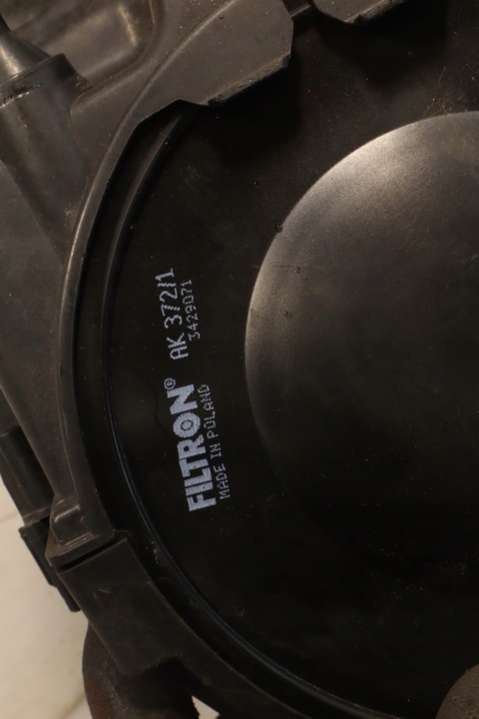 FILTRON® AK 372/1
MADE IN POLAND 3429071